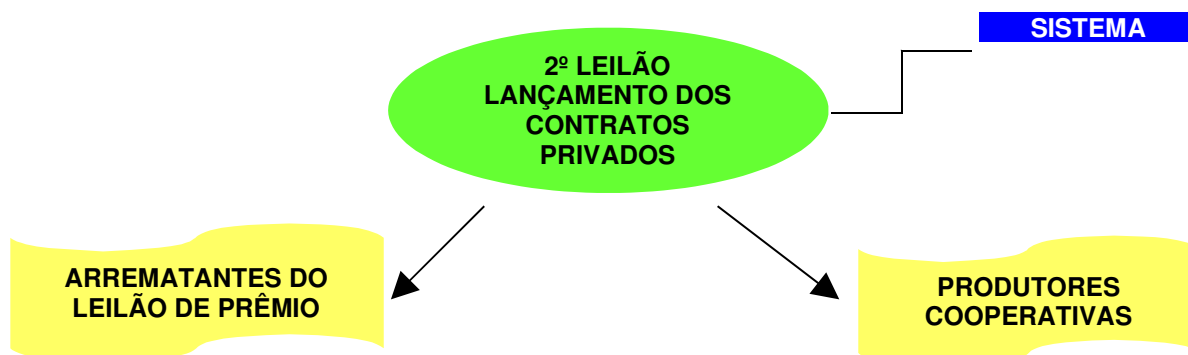 SISTEMA
2º LEILÃO
LANÇAMENTO DOS
CONTRATOS
PRIVADOS
ARREMATANTES DO
LEILÃO DE PRÊMIO
PRODUTORES
COOPERATIVAS